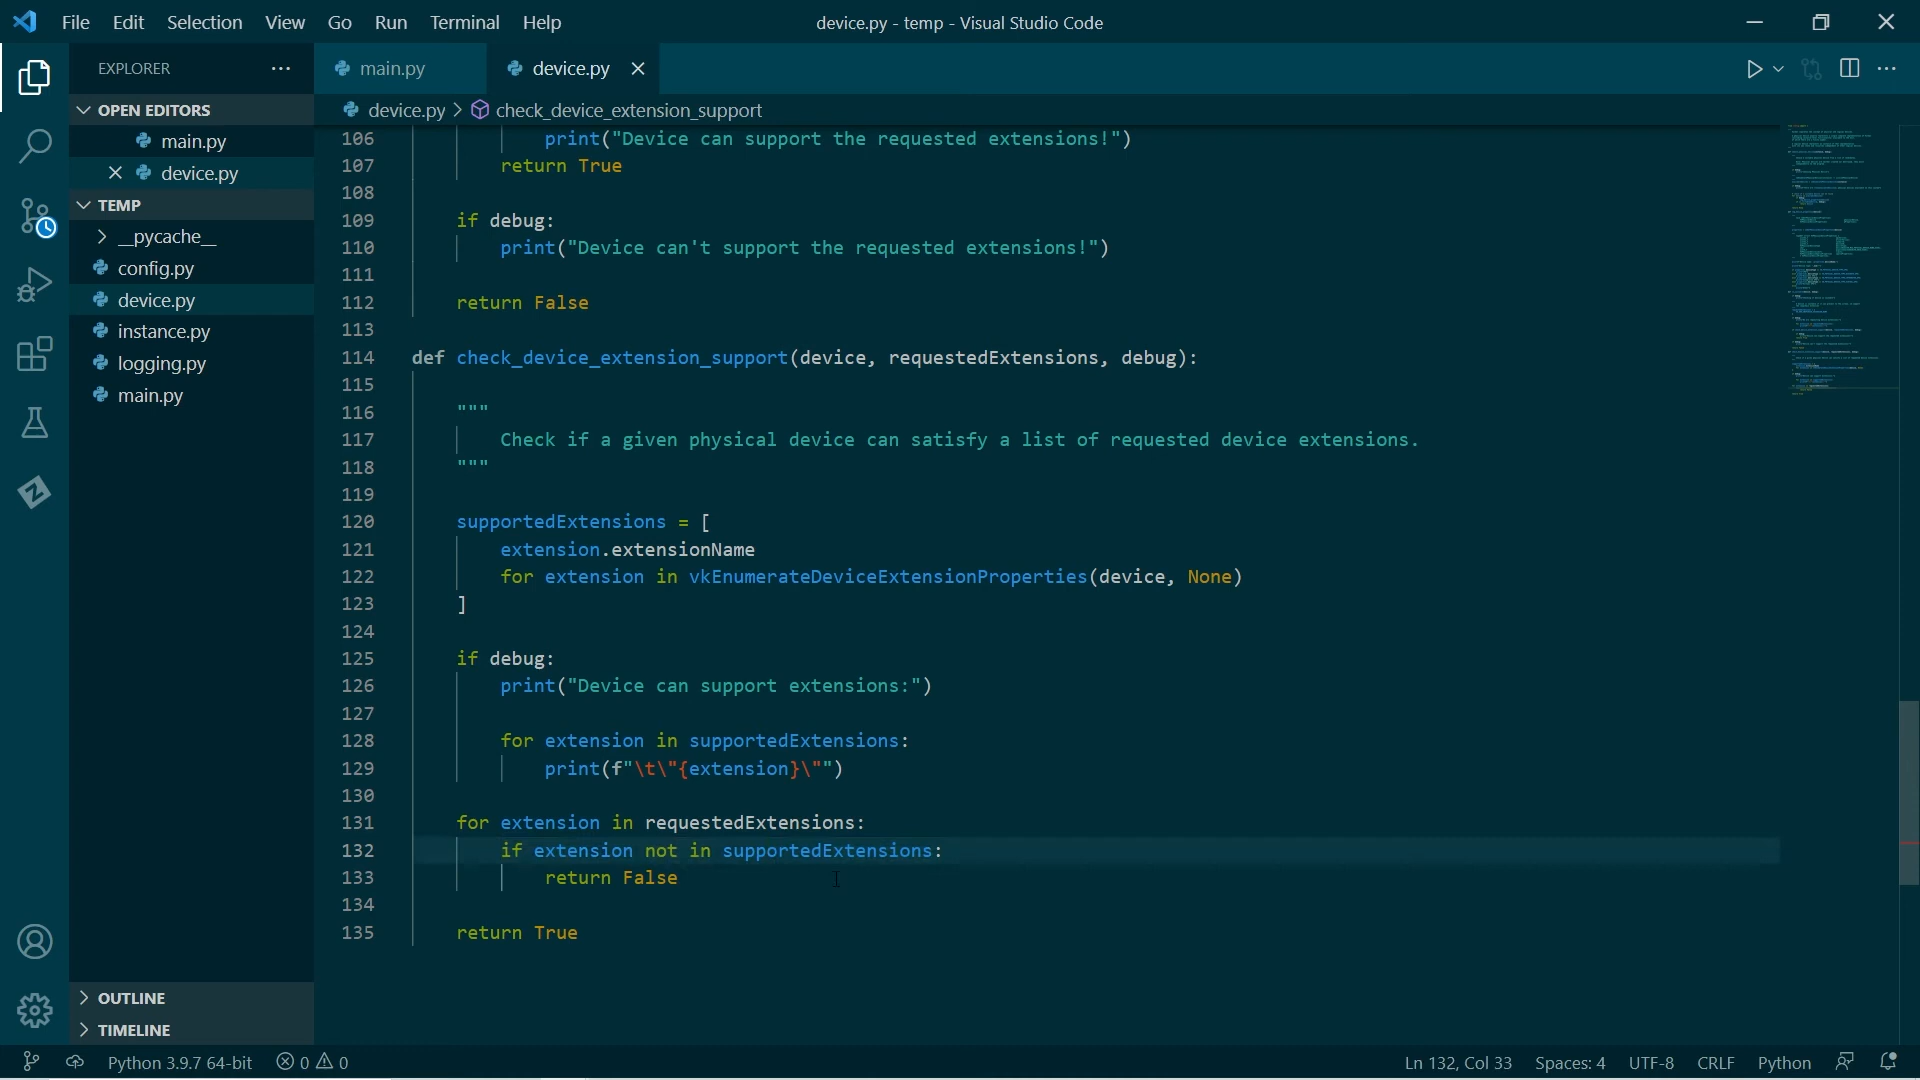 File Edit Selection View Go Run Terminal Help
device.py - temp - Visual Studio Code
EXPLORER
main.py
device.py
OPEN EDITORS
main.py
device.py
TEMP
__pycache__
config.py
device.py
instance.py
logging.py
main.py
OUTLINE
TIMELINE
device.py > check_device_extension_support
106 print("Device can support the requested extensions!")
107 return True
108
109 if debug:
110 print("Device can't support the requested extensions!")
111
112 return False
113
114 def check_device_extension_support(device, requestedExtensions, debug):
115
116 """
117 Check if a given physical device can satisfy a list of requested device extensions.
118 """
119
120 supportedExtensions = [
121 extension.extensionName
122 for extension in vkEnumerateDeviceExtensionProperties(device, None)
123 ]
124
125 if debug:
126 print("Device can support extensions:")
127
128 for extension in supportedExtensions:
129 print(f"\t\"{extension}\"")
130
131 for extension in requestedExtensions:
132 if extension not in supportedExtensions:
133 return False
134
135 return True
Python 3.9.7 64-bit 0 0
Ln 132, Col 33 Spaces: 4 UTF-8 CRLF Python